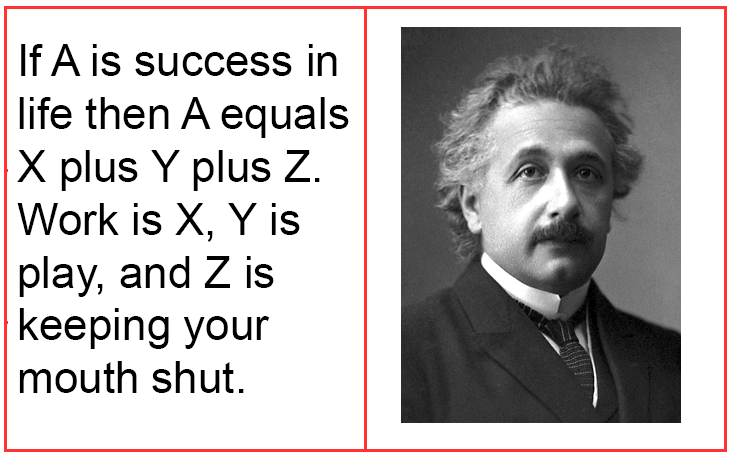 If A is success in
life then A equals
X plus Y plus Z.
Work is X, Y is
play, and Z is
keeping your
mouth shut.